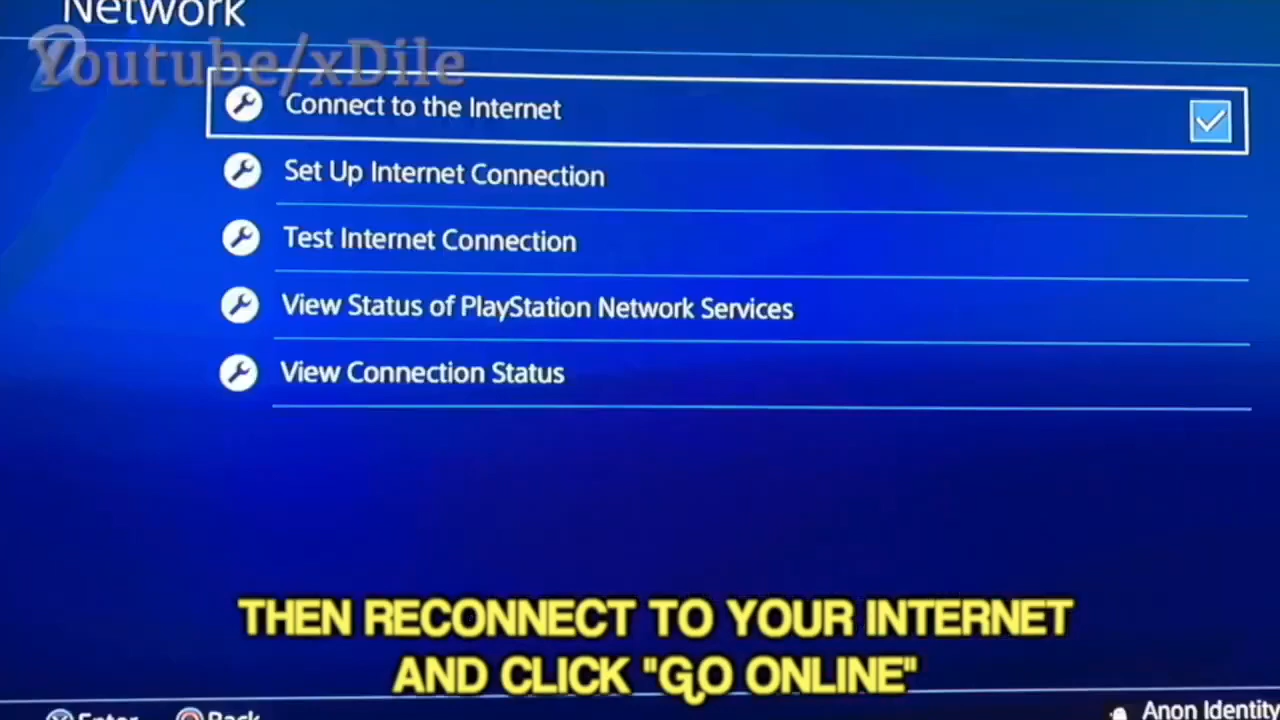 Network
Youtube/xDile
Connect to the Internet
Set Up Internet Connection
Test Internet Connection
View Status of PlayStation Network Services
View Connection Status
THEN RECONNECT TO YOUR INTERNET
AND CLICK "GO ONLINE"
Enter Back
Anon Identity